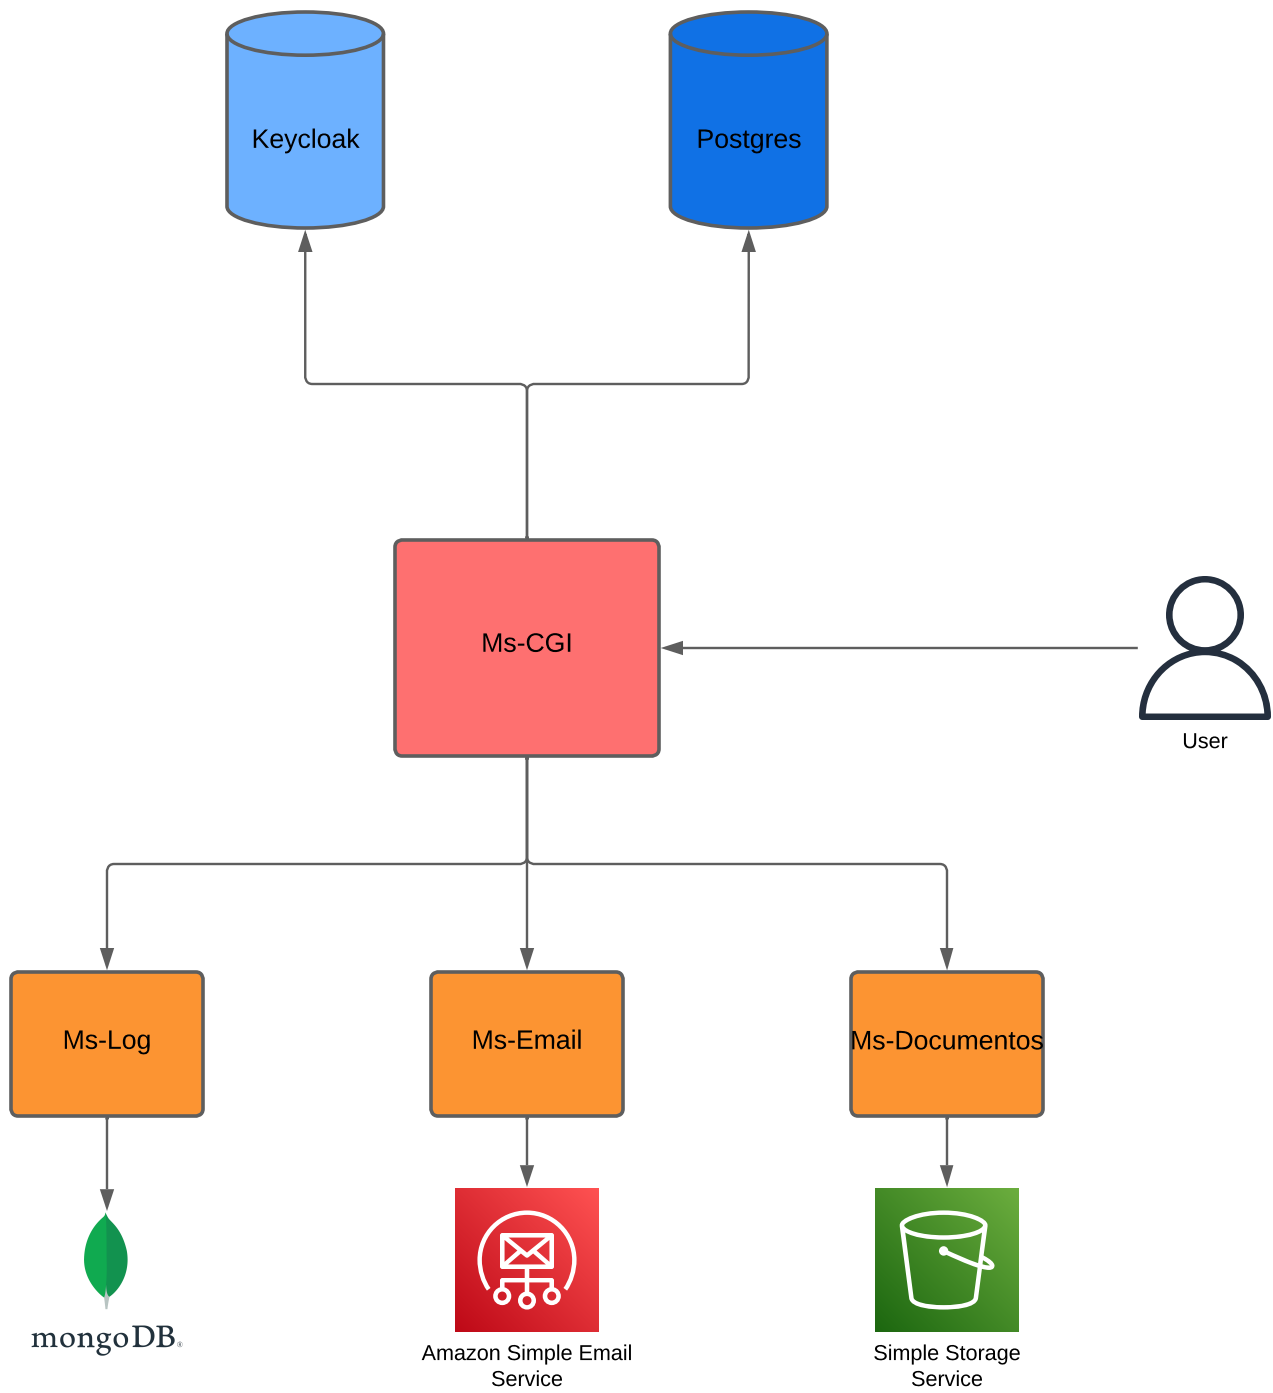 Keycloak
Postgres
Ms-CGI
User
Ms-Log
Ms-Email
Ms-Documentos
mongoDB®
Amazon Simple Email
Service
Simple Storage
Service